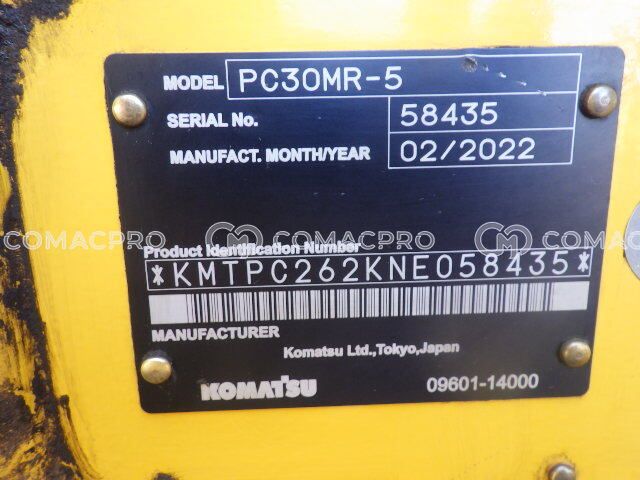 MODEL PC30MR-5
SERIAL No. 58435
MANUFACT. MONTH/YEAR 02/2022
COMACPRO COMACPRO COMACPRO
Product Identification Number
*KMTPC262KNE058435*
MANUFACTURER
Komatsu Ltd.,Tokyo,Japan
KOMATSU 09601-14000